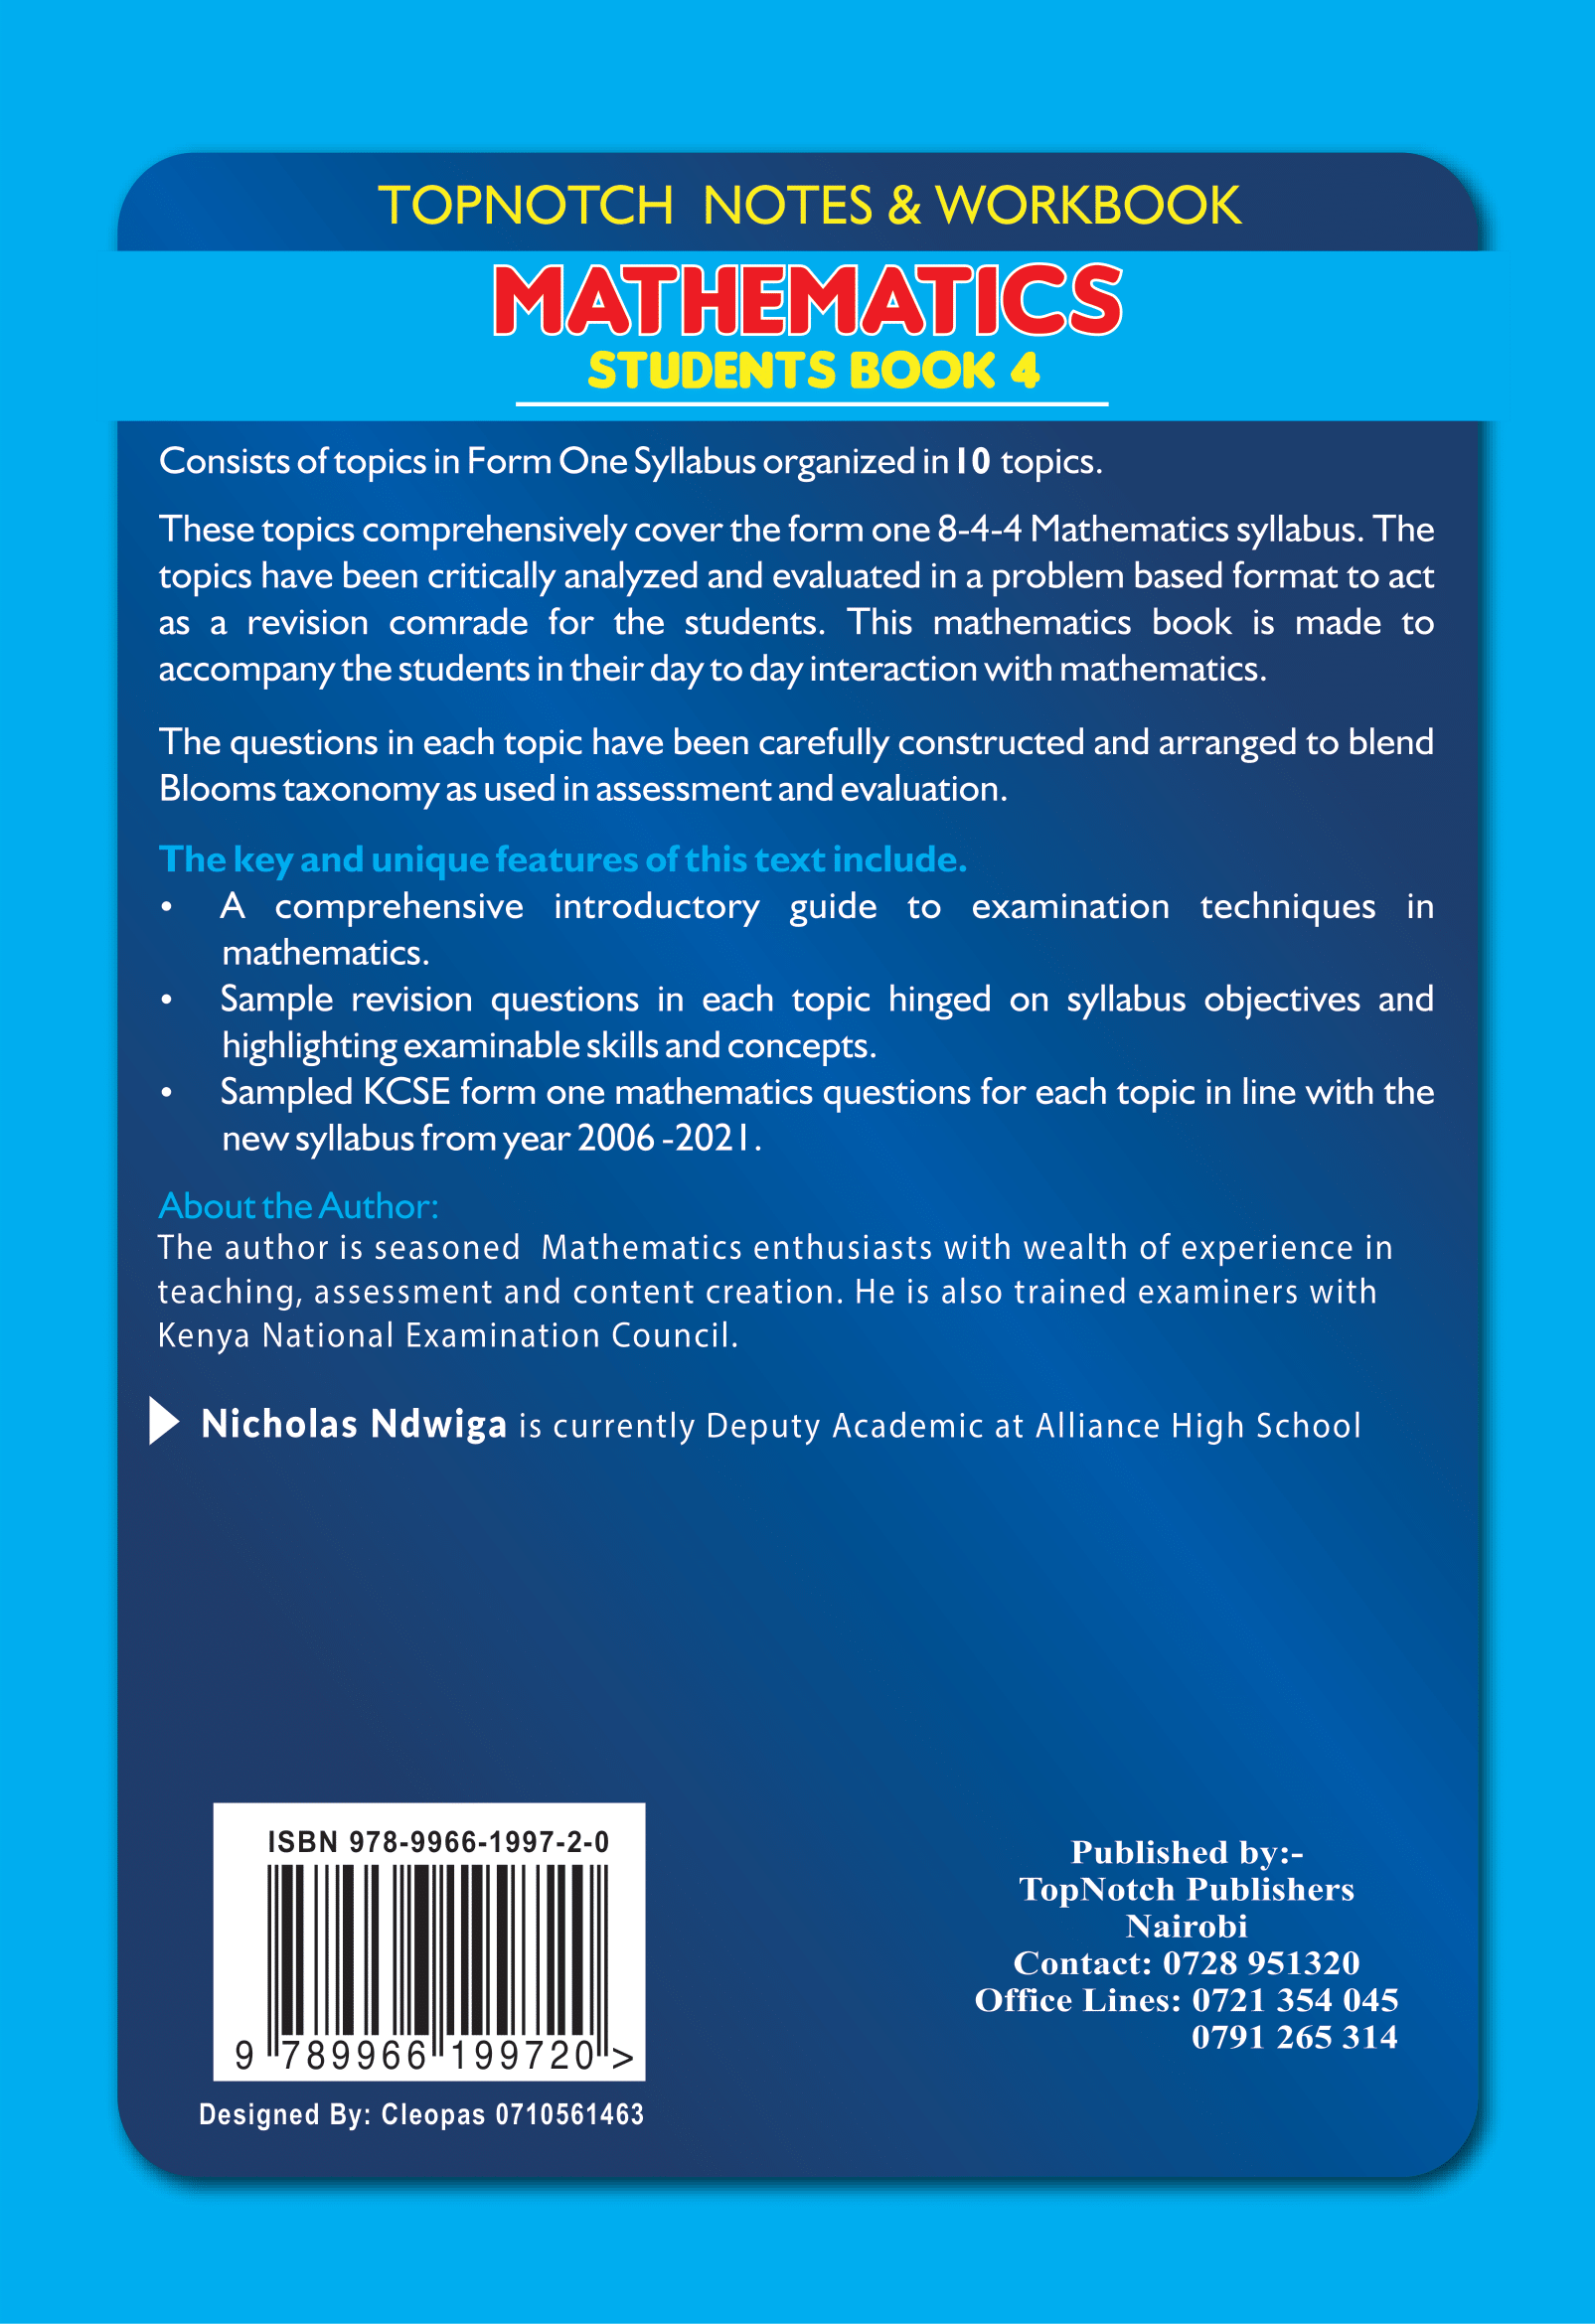 TOPNOTCH NOTES & WORKBOOK
MATHEMATICS
STUDENTS BOOK 4
Consists of topics in Form One Syllabus organized in 10 topics.
These topics comprehensively cover the form one 8-4-4 Mathematics syllabus. The
topics have been critically analyzed and evaluated in a problem based format to act
as a revision comrade for the students. This mathematics book is made to
accompany the students in their day to day interaction with mathematics.
The questions in each topic have been carefully constructed and arranged to blend
Blooms taxonomy as used in assessment and evaluation.
The key and unique features of this text include.
• A comprehensive introductory guide to examination techniques in
mathematics.
• Sample revision questions in each topic hinged on syllabus objectives and
highlighting examinable skills and concepts.
• Sampled KCSE form one mathematics questions for each topic in line with the
new syllabus from year 2006 -2021.
About the Author:
The author is seasoned Mathematics enthusiasts with wealth of experience in
teaching, assessment and content creation. He is also trained examiners with
Kenya National Examination Council.
Nicholas Ndwiga is currently Deputy Academic at Alliance High School
ISBN 978-9966-1997-2-0
9 789966 199720 >
Designed By: Cleopas 0710561463
Published by:-
TopNotch Publishers
Nairobi
Contact: 0728 951320
Office Lines: 0721 354 045
0791 265 314